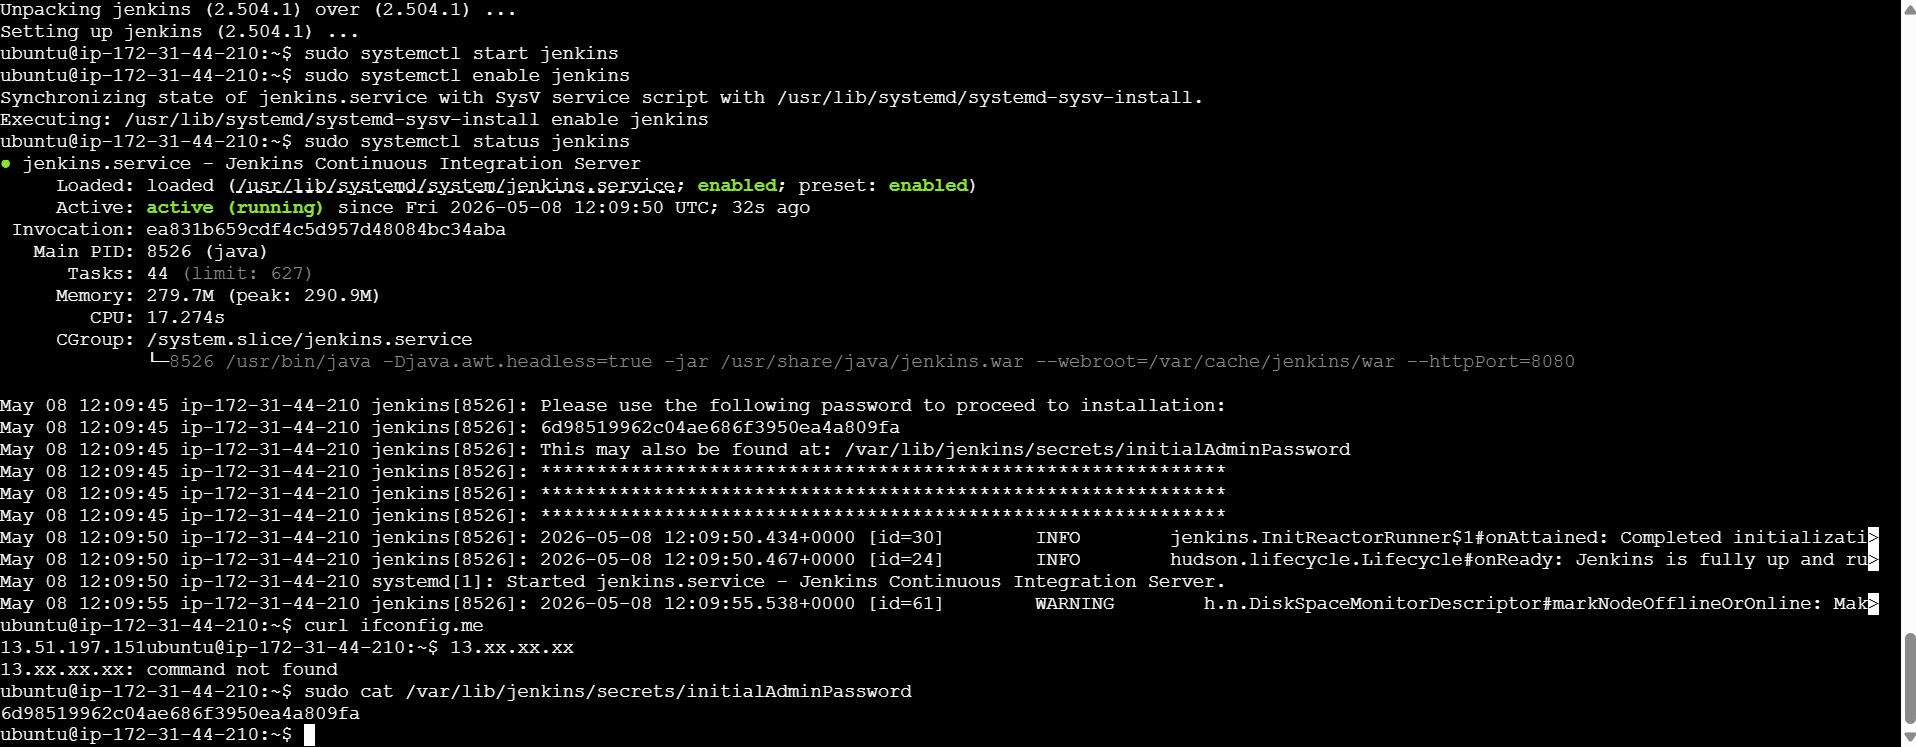 Unpacking jenkins (2.504.1) over (2.504.1) ...
Setting up jenkins (2.504.1) ...
ubuntu@ip-172-31-44-210:~$ sudo systemctl start jenkins
ubuntu@ip-172-31-44-210:~$ sudo systemctl enable jenkins
Synchronizing state of jenkins.service with SysV service script with /usr/lib/systemd/systemd-sysv-install.
Executing: /usr/lib/systemd/systemd-sysv-install enable jenkins
ubuntu@ip-172-31-44-210:~$ sudo systemctl status jenkins
● jenkins.service - Jenkins Continuous Integration Server
     Loaded: loaded (/usr/lib/systemd/system/jenkins.service; enabled; preset: enabled)
     Active: active (running) since Fri 2026-05-08 12:09:50 UTC; 32s ago
 Invocation: ea831b659cdf4c5d957d48084bc34aba
   Main PID: 8526 (java)
      Tasks: 44 (limit: 627)
     Memory: 279.7M (peak: 290.9M)
        CPU: 17.274s
     CGroup: /system.slice/jenkins.service
             └─8526 /usr/bin/java -Djava.awt.headless=true -jar /usr/share/java/jenkins.war --webroot=/var/cache/jenkins/war --httpPort=8080
May 08 12:09:45 ip-172-31-44-210 jenkins[8526]: Please use the following password to proceed to installation:
May 08 12:09:45 ip-172-31-44-210 jenkins[8526]: 6d98519962c04ae686f3950ea4a809fa
May 08 12:09:45 ip-172-31-44-210 jenkins[8526]: This may also be found at: /var/lib/jenkins/secrets/initialAdminPassword
May 08 12:09:45 ip-172-31-44-210 jenkins[8526]: *************************************************************
May 08 12:09:45 ip-172-31-44-210 jenkins[8526]: *************************************************************
May 08 12:09:45 ip-172-31-44-210 jenkins[8526]: *************************************************************
May 08 12:09:50 ip-172-31-44-210 jenkins[8526]: 2026-05-08 12:09:50.434+0000 [id=30]        INFO        jenkins.InitReactorRunner$1#onAttained: Completed initializati>
May 08 12:09:50 ip-172-31-44-210 jenkins[8526]: 2026-05-08 12:09:50.467+0000 [id=24]        INFO        hudson.lifecycle.Lifecycle#onReady: Jenkins is fully up and ru>
May 08 12:09:50 ip-172-31-44-210 systemd[1]: Started jenkins.service - Jenkins Continuous Integration Server.
May 08 12:09:55 ip-172-31-44-210 jenkins[8526]: 2026-05-08 12:09:55.538+0000 [id=61]        WARNING        h.n.DiskSpaceMonitorDescriptor#markNodeOfflineOrOnline: Mak>
ubuntu@ip-172-31-44-210:~$ curl ifconfig.me
13.51.197.151ubuntu@ip-172-31-44-210:~$ 13.xx.xx.xx
13.xx.xx.xx: command not found
ubuntu@ip-172-31-44-210:~$ sudo cat /var/lib/jenkins/secrets/initialAdminPassword
6d98519962c04ae686f3950ea4a809fa
ubuntu@ip-172-31-44-210:~$